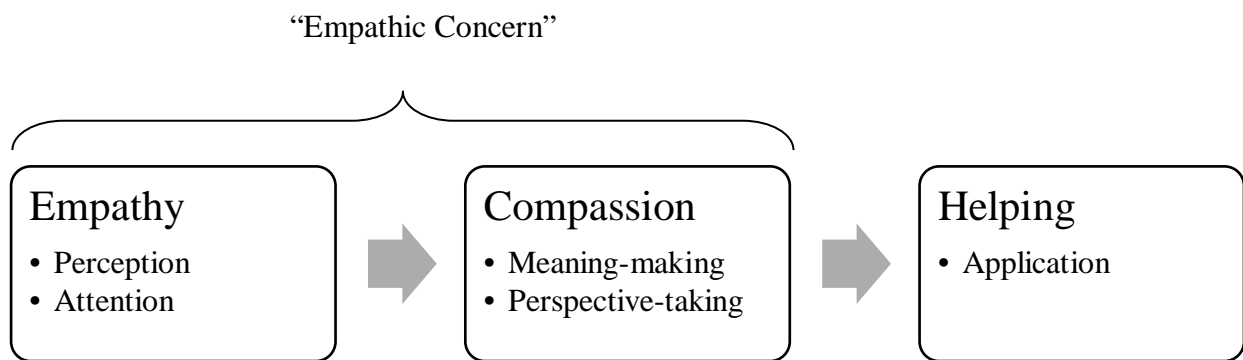 “Empathic Concern”
Empathy
• Perception
• Attention
Compassion
• Meaning-making
• Perspective-taking
Helping
• Application